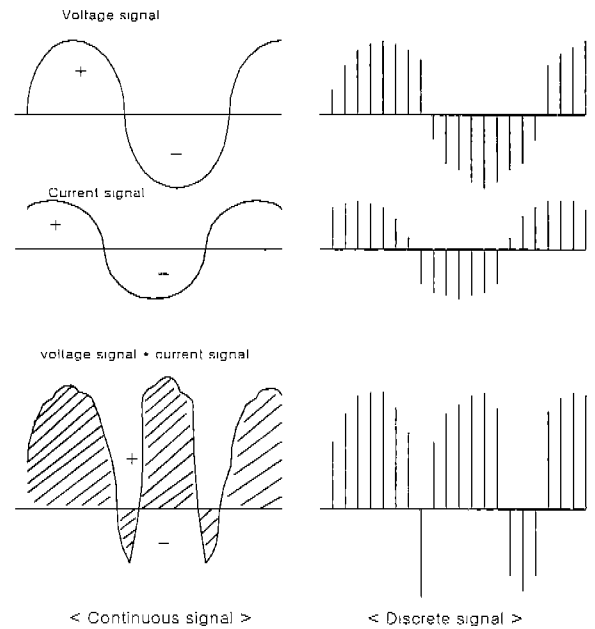 Voltage signal
+
−
Current signal
+
−
voltage signal • current signal
+
−
< Continuous signal >
< Discrete signal >